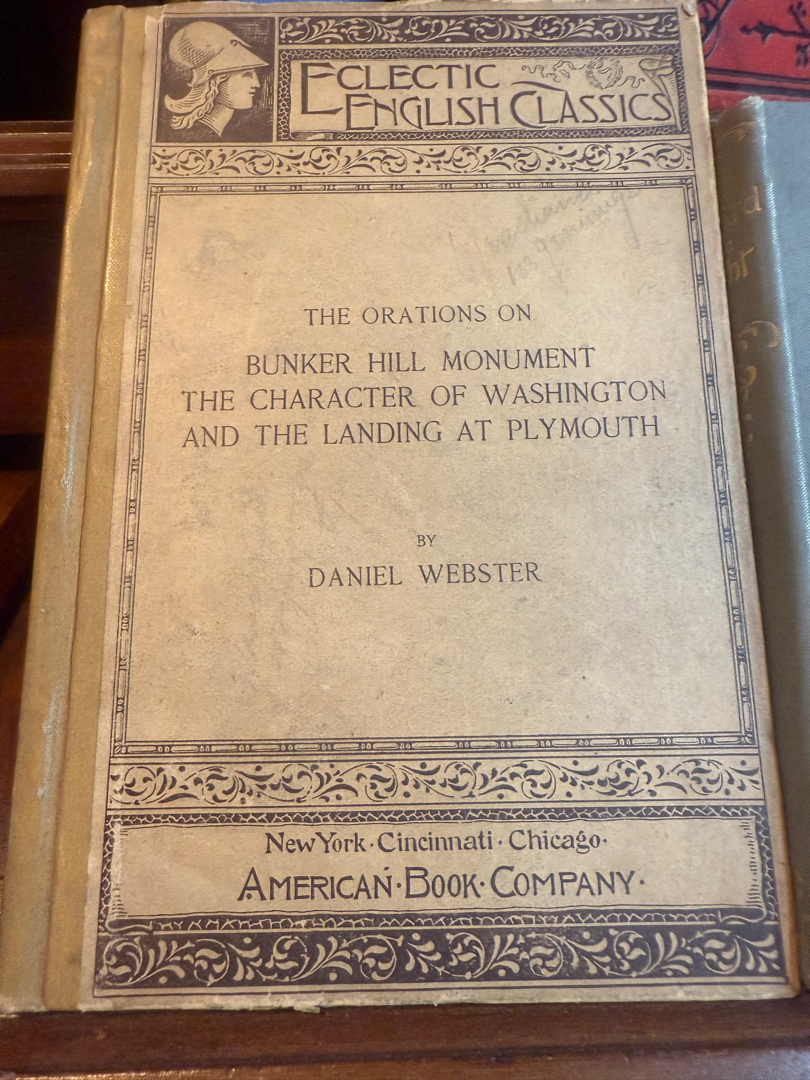 ECLECTIC
ENGLISH CLASSICS
THE ORATIONS ON
BUNKER HILL MONUMENT
THE CHARACTER OF WASHINGTON
AND THE LANDING AT PLYMOUTH
BY
DANIEL WEBSTER
New York · Cincinnati · Chicago ·
AMERICAN · BOOK · COMPANY ·